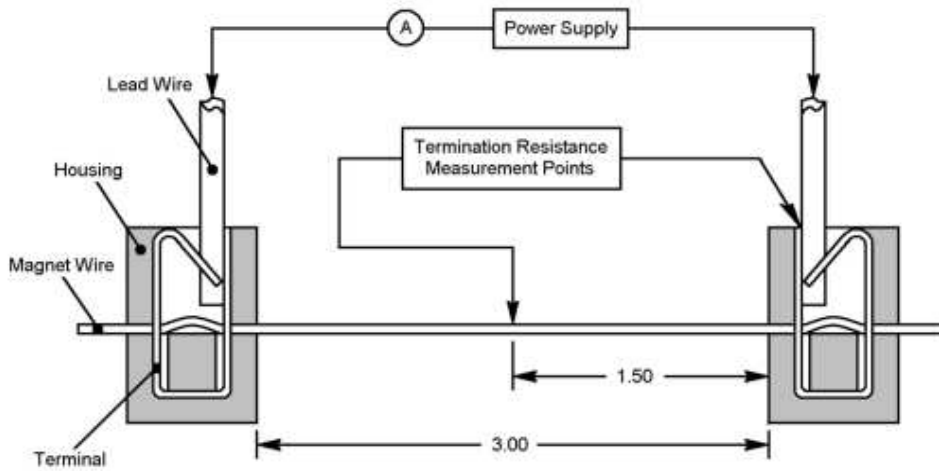 A
Power Supply
Lead Wire
Termination Resistance
Measurement Points
Housing
Magnet Wire
1.50
3.00
Terminal